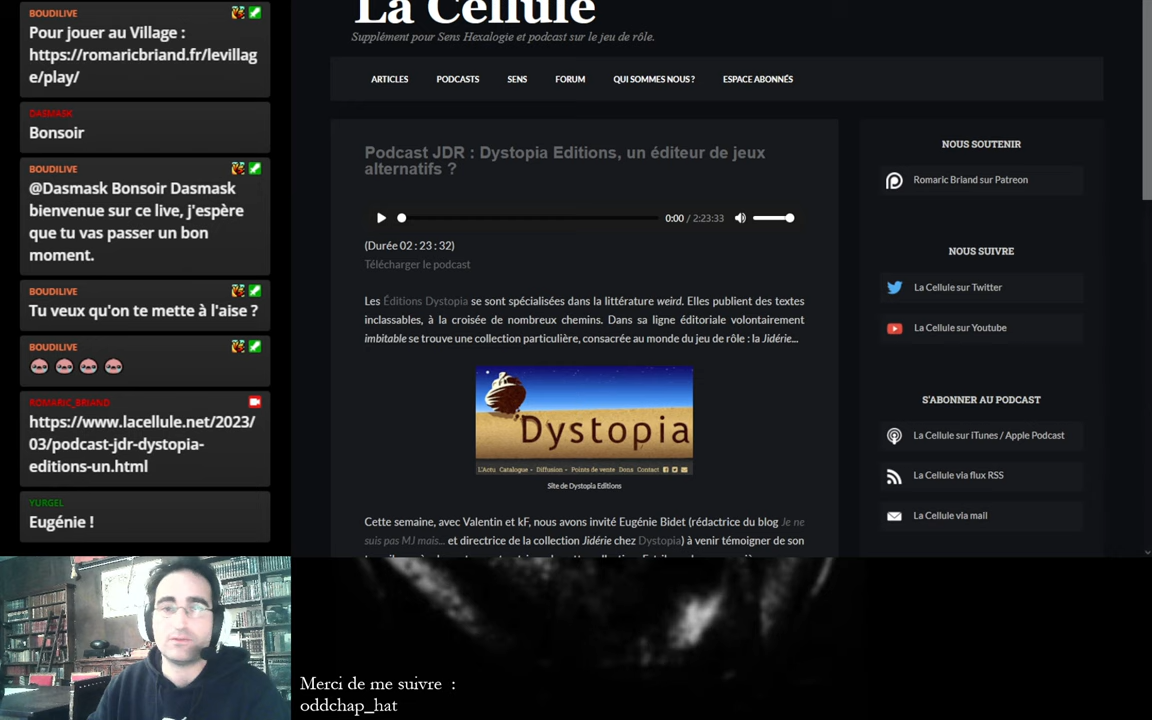 BOUDILIVE
Pour jouer au Village :
https://romaricbriand.fr/levillag
e/play/
DASMASK
Bonsoir
BOUDILIVE
@Dasmask Bonsoir Dasmask
bienvenue sur ce live, j'espère
que tu vas passer un bon
moment.
BOUDILIVE
Tu veux qu'on te mette à l'aise ?
BOUDILIVE
ROMARIC_BRIAND
https://www.lacellule.net/2023/
03/podcast-jdr-dystopia-
editions-un.html
YURGEL
Eugénie !
La Cellule
Supplément pour Sens Hexalogie et podcast sur le jeu de rôle.
ARTICLES PODCASTS SENS FORUM QUI SOMMES NOUS ? ESPACE ABONNÉS
Podcast JDR : Dystopia Editions, un éditeur de jeux
alternatifs ?
0:00 / 2:23:33
(Durée 02 : 23 : 32)
Télécharger le podcast
Les Éditions Dystopia se sont spécialisées dans la littérature weird. Elles publient des textes
inclassables, à la croisée de nombreux chemins. Dans sa ligne éditoriale volontairement
imbitable se trouve une collection particulière, consacrée au monde du jeu de rôle : la Jidérie...
Dystopia
L'Actu Catalogue Diffusion Points de vente Dons Contact
Site de Dystopia Editions
Cette semaine, avec Valentin et kF, nous avons invité Eugénie Bidet (rédactrice du blog Je ne
suis pas MJ mais... et directrice de la collection Jidérie chez Dystopia) à venir témoigner de son
NOUS SOUTENIR
Romaric Briand sur Patreon
NOUS SUIVRE
La Cellule sur Twitter
La Cellule sur Youtube
S'ABONNER AU PODCAST
La Cellule sur ITunes / Apple Podcast
La Cellule via flux RSS
La Cellule via mail
Merci de me suivre :
oddchap_hat